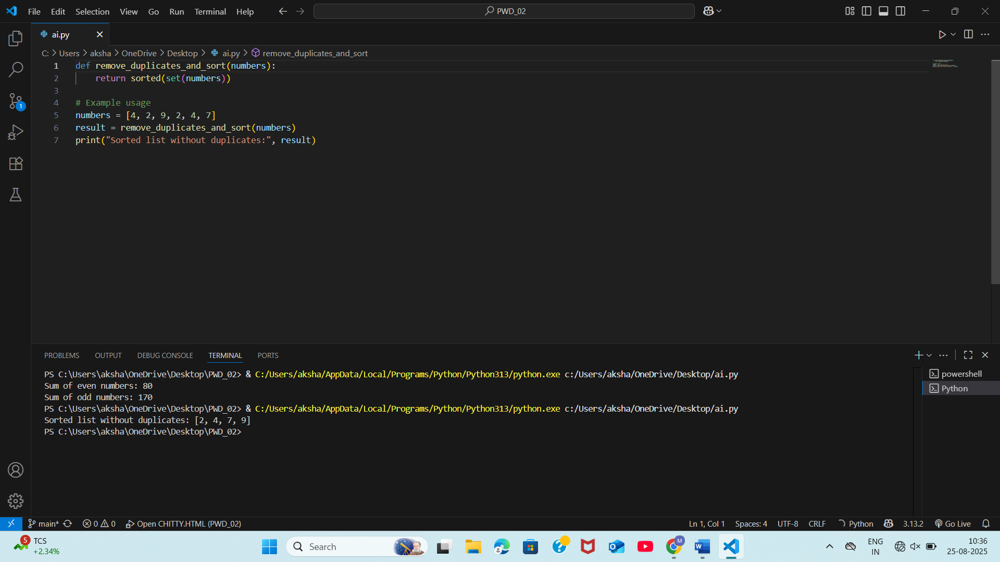 File Edit Selection View Go Run Terminal Help
PWD_02
ai.py
C: > Users > aksha > OneDrive > Desktop > ai.py > remove_duplicates_and_sort
1 def remove_duplicates_and_sort(numbers):
2     return sorted(set(numbers))
3
4 # Example usage
5 numbers = [4, 2, 9, 2, 4, 7]
6 result = remove_duplicates_and_sort(numbers)
7 print("Sorted list without duplicates:", result)
1
PROBLEMS OUTPUT DEBUG CONSOLE TERMINAL PORTS
PS C:\Users\aksha\OneDrive\Desktop\PWD_02> & C:/Users/aksha/AppData/Local/Programs/Python/Python313/python.exe c:/Users/aksha/OneDrive/Desktop/ai.py
Sum of even numbers: 80
Sum of odd numbers: 170
PS C:\Users\aksha\OneDrive\Desktop\PWD_02> & C:/Users/aksha/AppData/Local/Programs/Python/Python313/python.exe c:/Users/aksha/OneDrive/Desktop/ai.py
Sorted list without duplicates: [2, 4, 7, 9]
PS C:\Users\aksha\OneDrive\Desktop\PWD_02>
powershell
Python
main* 0 0 Open CHITTY.HTML (PWD_02) Ln 1, Col 1 Spaces: 4 UTF-8 CRLF Python 3.13.2 Go Live
5 TCS
+2.34%
Search
M
W
ENG
IN
10:36
25-08-2025